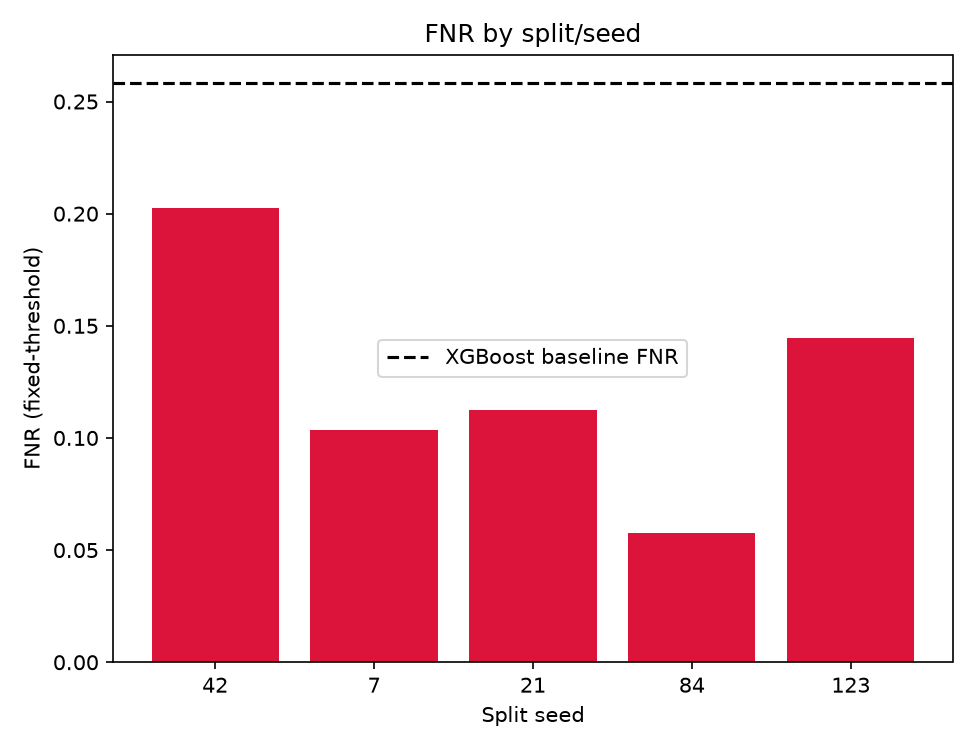 FNR by split/seed
FNR (fixed-threshold)
0.25
0.20
0.15
0.10
0.05
0.00
XGBoost baseline FNR
42 7 21 84 123
Split seed